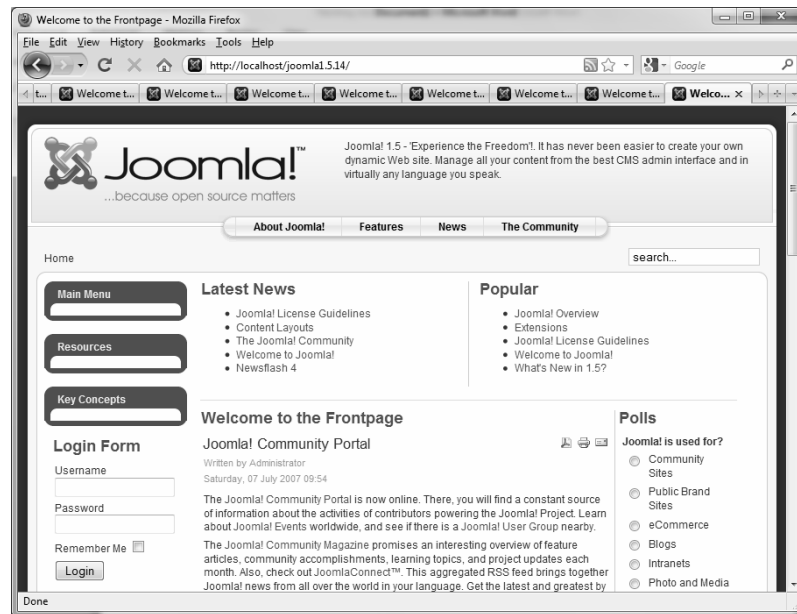 Welcome to the Frontpage - Mozilla Firefox
File Edit View History Bookmarks Tools Help
http://localhost/joomla1.5.14/
Google
t... Welcome t... Welcome t... Welcome t... Welcome t... Welcome t... Welcome t... Welcome t... Welco... ×
Joomla!™
...because open source matters
Joomla! 1.5 - 'Experience the Freedom'!. It has never been easier to create your own
dynamic Web site. Manage all your content from the best CMS admin interface and in
virtually any language you speak.
About Joomla! Features News The Community
Home
search...
Main Menu
Resources
Key Concepts
Login Form
Username
Password
Remember Me
Login
Latest News
Joomla! License Guidelines
Content Layouts
The Joomla! Community
Welcome to Joomla!
Newsflash 4
Popular
Joomla! Overview
Extensions
Joomla! License Guidelines
Welcome to Joomla!
What's New in 1.5?
Welcome to the Frontpage
Joomla! Community Portal
Written by Administrator
Saturday, 07 July 2007 09:54
The Joomla! Community Portal is now online. There, you will find a constant source
of information about the activities of contributors powering the Joomla! Project. Learn
about Joomla! Events worldwide, and see if there is a Joomla! User Group nearby.
The Joomla! Community Magazine promises an interesting overview of feature
articles, community accomplishments, learning topics, and project updates each
month. Also, check out JoomlaConnect™. This aggregated RSS feed brings together
Joomla! news from all over the world in your language. Get the latest and greatest by
Polls
Joomla! is used for?
Community
Sites
Public Brand
Sites
eCommerce
Blogs
Intranets
Photo and Media
Done